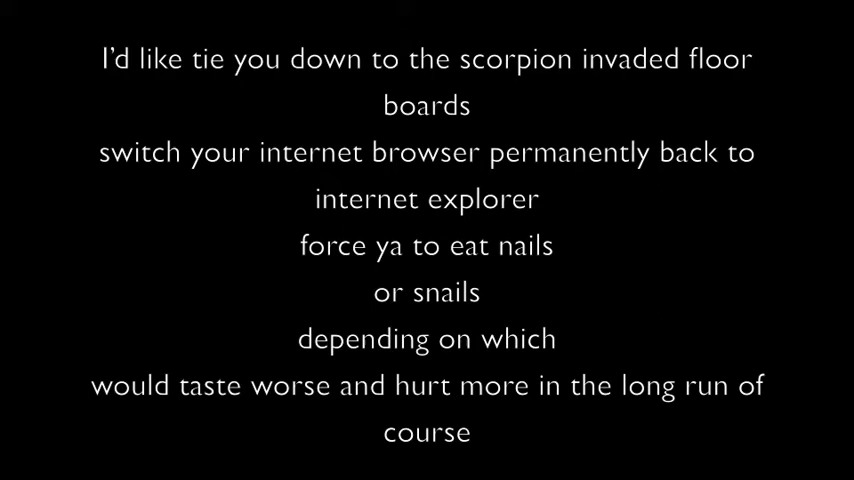 I'd like tie you down to the scorpion invaded floor
boards
switch your internet browser permanently back to
internet explorer
force ya to eat nails
or snails
depending on which
would taste worse and hurt more in the long run of
course